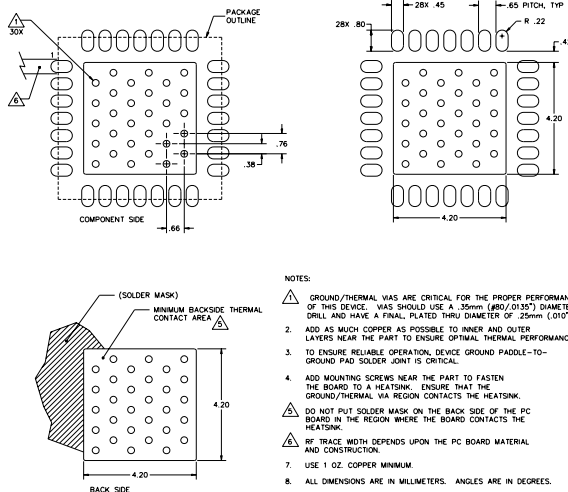 PACKAGE
OUTLINE
1
30X
1
6
COMPONENT SIDE
.76
.38
.66
28X .45
.65 PITCH, TYP
28X .80
R .22
4.20
4.20
(SOLDER MASK)
MINIMUM BACKSIDE THERMAL
CONTACT AREA 5
4.20
4.20
BACK SIDE
NOTES:
1 GROUND/THERMAL VIAS ARE CRITICAL FOR THE PROPER
OF THIS DEVICE. VIAS SHOULD USE A .35mm (#80/.0135")
DRILL AND HAVE A FINAL, PLATED THRU DIAMETER OF .25mm (.010"
2. ADD AS MUCH COPPER AS POSSIBLE TO INNER AND OUTER
LAYERS NEAR THE PART TO ENSURE OPTIMAL THERMAL
3. TO ENSURE RELIABLE OPERATION, DEVICE GROUND PADDLE-TO-
GROUND PAD SOLDER JOINT IS CRITICAL.
4. ADD MOUNTING SCREWS NEAR THE PART TO FASTEN
THE BOARD TO A HEATSINK. ENSURE THAT THE
GROUND/THERMAL VIA REGION CONTACTS THE HEATSINK.
5 DO NOT PUT SOLDER MASK ON THE BACK SIDE OF THE PC
BOARD IN THE REGION WHERE THE BOARD CONTACTS THE
HEATSINK.
6 RF TRACE WIDTH DEPENDS UPON THE PC BOARD MATERIAL
AND CONSTRUCTION.
7. USE 1 OZ. COPPER MINIMUM.
8. ALL DIMENSIONS ARE IN MILLIMETERS. ANGLES ARE IN DEGREES.